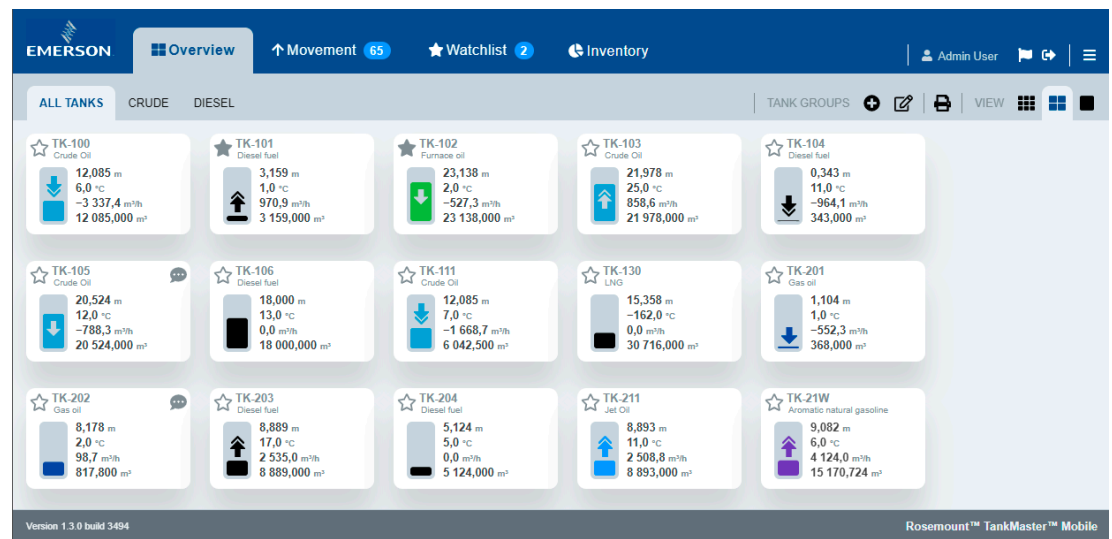 EMERSON
Overview
Movement 65
Watchlist 2
Inventory
Admin User
ALL TANKS
CRUDE
DIESEL
TANK GROUPS
VIEW
TK-100
Crude Oil
12,085 m
6,0 °C
−3 337,4 m³/h
12 085,000 m³
TK-101
Diesel fuel
3,159 m
1,0 °C
970,9 m³/h
3 159,000 m³
TK-102
Furnace oil
23,138 m
2,0 °C
−527,3 m³/h
23 138,000 m³
TK-103
Crude Oil
21,978 m
25,0 °C
858,6 m³/h
21 978,000 m³
TK-104
Diesel fuel
0,343 m
11,0 °C
−964,1 m³/h
343,000 m³
TK-105
Crude Oil
20,524 m
12,0 °C
−788,3 m³/h
20 524,000 m³
TK-106
Diesel fuel
18,000 m
13,0 °C
0,0 m³/h
18 000,000 m³
TK-111
Crude Oil
12,085 m
7,0 °C
−1 668,7 m³/h
6 042,500 m³
TK-130
LNG
15,358 m
−162,0 °C
0,0 m³/h
30 716,000 m³
TK-201
Gas oil
1,104 m
1,0 °C
−552,3 m³/h
368,000 m³
TK-202
Gas oil
8,178 m
2,0 °C
98,7 m³/h
817,800 m³
TK-203
Diesel fuel
8,889 m
17,0 °C
2 535,0 m³/h
8 889,000 m³
TK-204
Diesel fuel
5,124 m
5,0 °C
0,0 m³/h
5 124,000 m³
TK-211
Jet Oil
8,893 m
11,0 °C
2 508,8 m³/h
8 893,000 m³
TK-21W
Aromatic natural gasoline
9,082 m
6,0 °C
4 124,0 m³/h
15 170,724 m³
Version 1.3.0 build 3494
Rosemount™ TankMaster™ Mobile